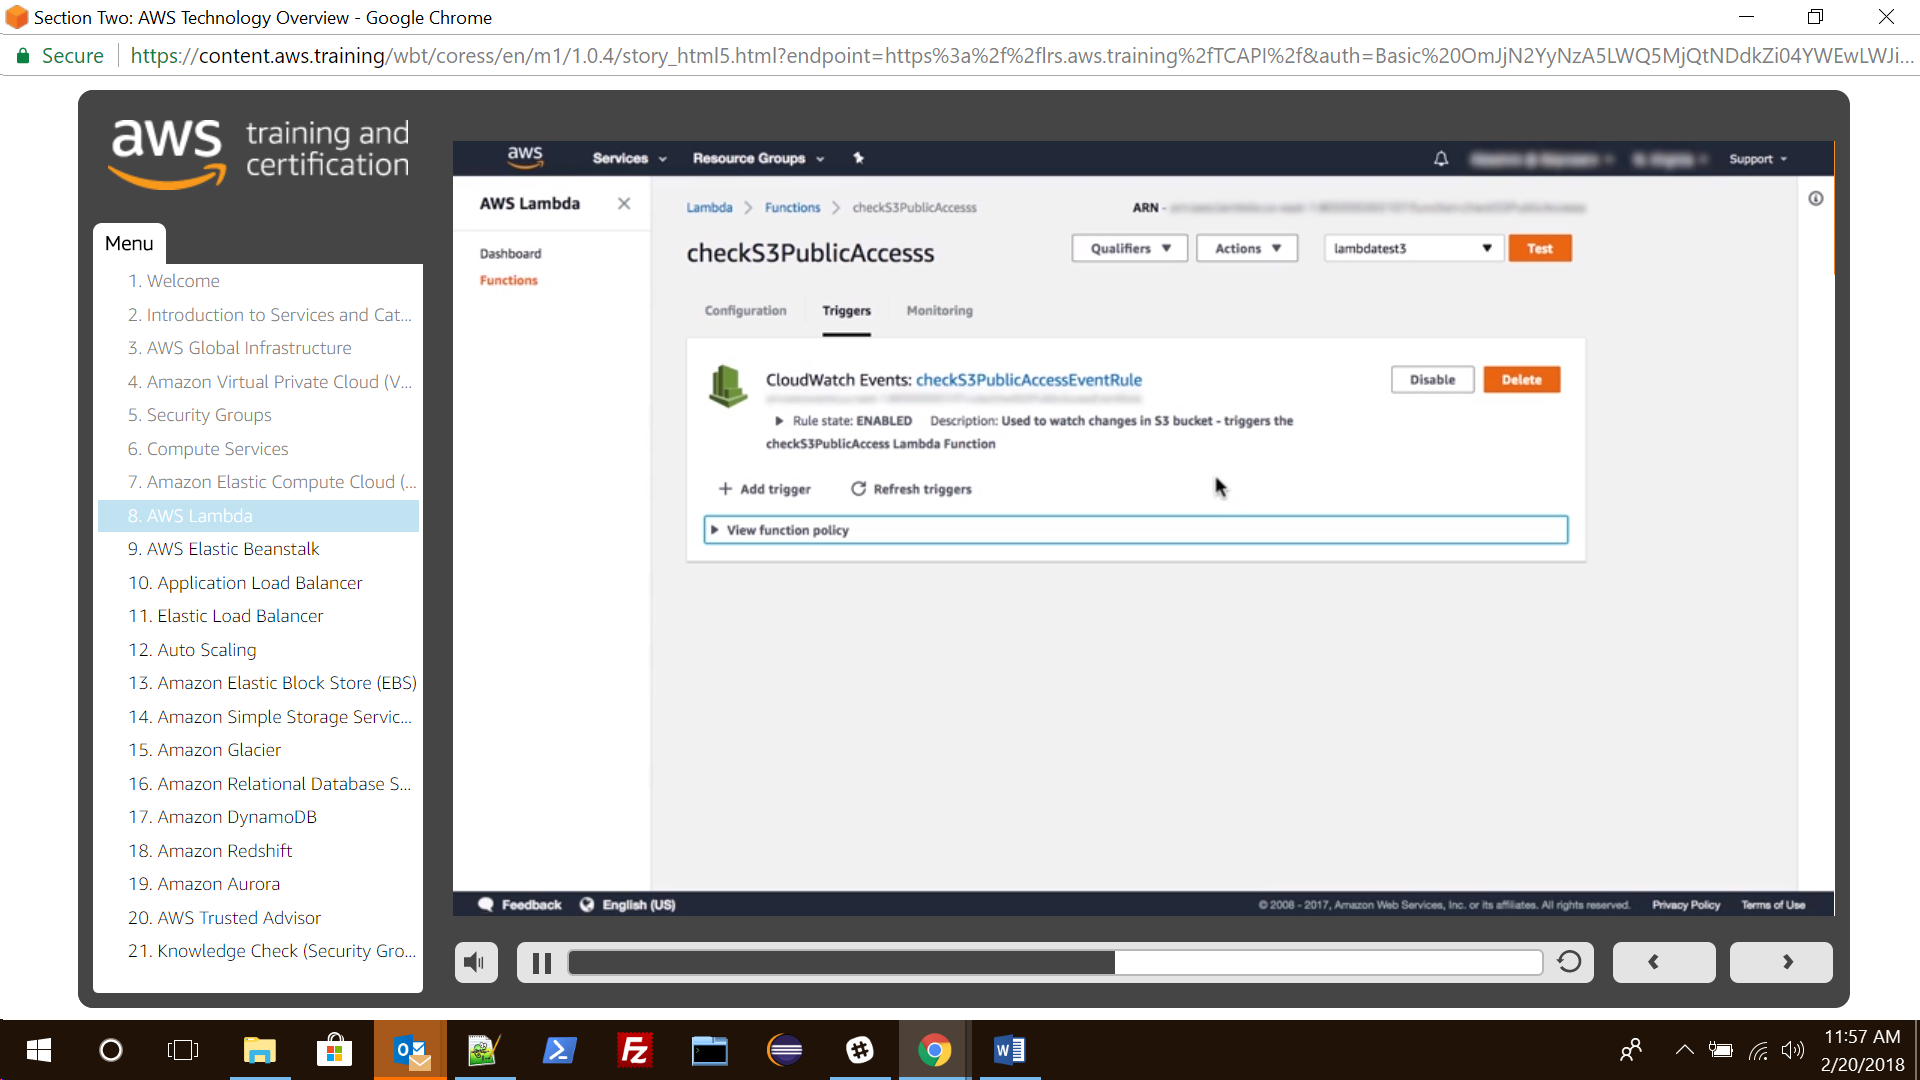 Section Two: AWS Technology Overview - Google Chrome
Secure
https://content.aws.training/wbt/coress/en/m1/1.0.4/story_html5.html?endpoint=https%3a%2f%2flrs.aws.training%2fTCAPI%2f&auth=Basic%20OmJjN2YyNzA5LWQ5MjQtNDdkZi04YWEwLWJi...
aws training and
certification
Menu
1. Welcome
2. Introduction to Services and Cat...
3. AWS Global Infrastructure
4. Amazon Virtual Private Cloud (V...
5. Security Groups
6. Compute Services
7. Amazon Elastic Compute Cloud (...
8. AWS Lambda
9. AWS Elastic Beanstalk
10. Application Load Balancer
11. Elastic Load Balancer
12. Auto Scaling
13. Amazon Elastic Block Store (EBS)
14. Amazon Simple Storage Servic...
15. Amazon Glacier
16. Amazon Relational Database S...
17. Amazon DynamoDB
18. Amazon Redshift
19. Amazon Aurora
20. AWS Trusted Advisor
21. Knowledge Check (Security Gro...
aws Services Resource Groups Support
AWS Lambda
Dashboard
Functions
Lambda > Functions > checkS3PublicAccesss
ARN -
checkS3PublicAccesss
Qualifiers Actions lambdatest3 Test
Configuration Triggers Monitoring
CloudWatch Events: checkS3PublicAccessEventRule
Disable Delete
Rule state: ENABLED Description: Used to watch changes in S3 bucket - triggers the
checkS3PublicAccess Lambda Function
+ Add trigger Refresh triggers
View function policy
Feedback English (US)
© 2008 - 2017, Amazon Web Services, Inc. or its affiliates. All rights reserved. Privacy Policy Terms of Use
11:57 AM
2/20/2018